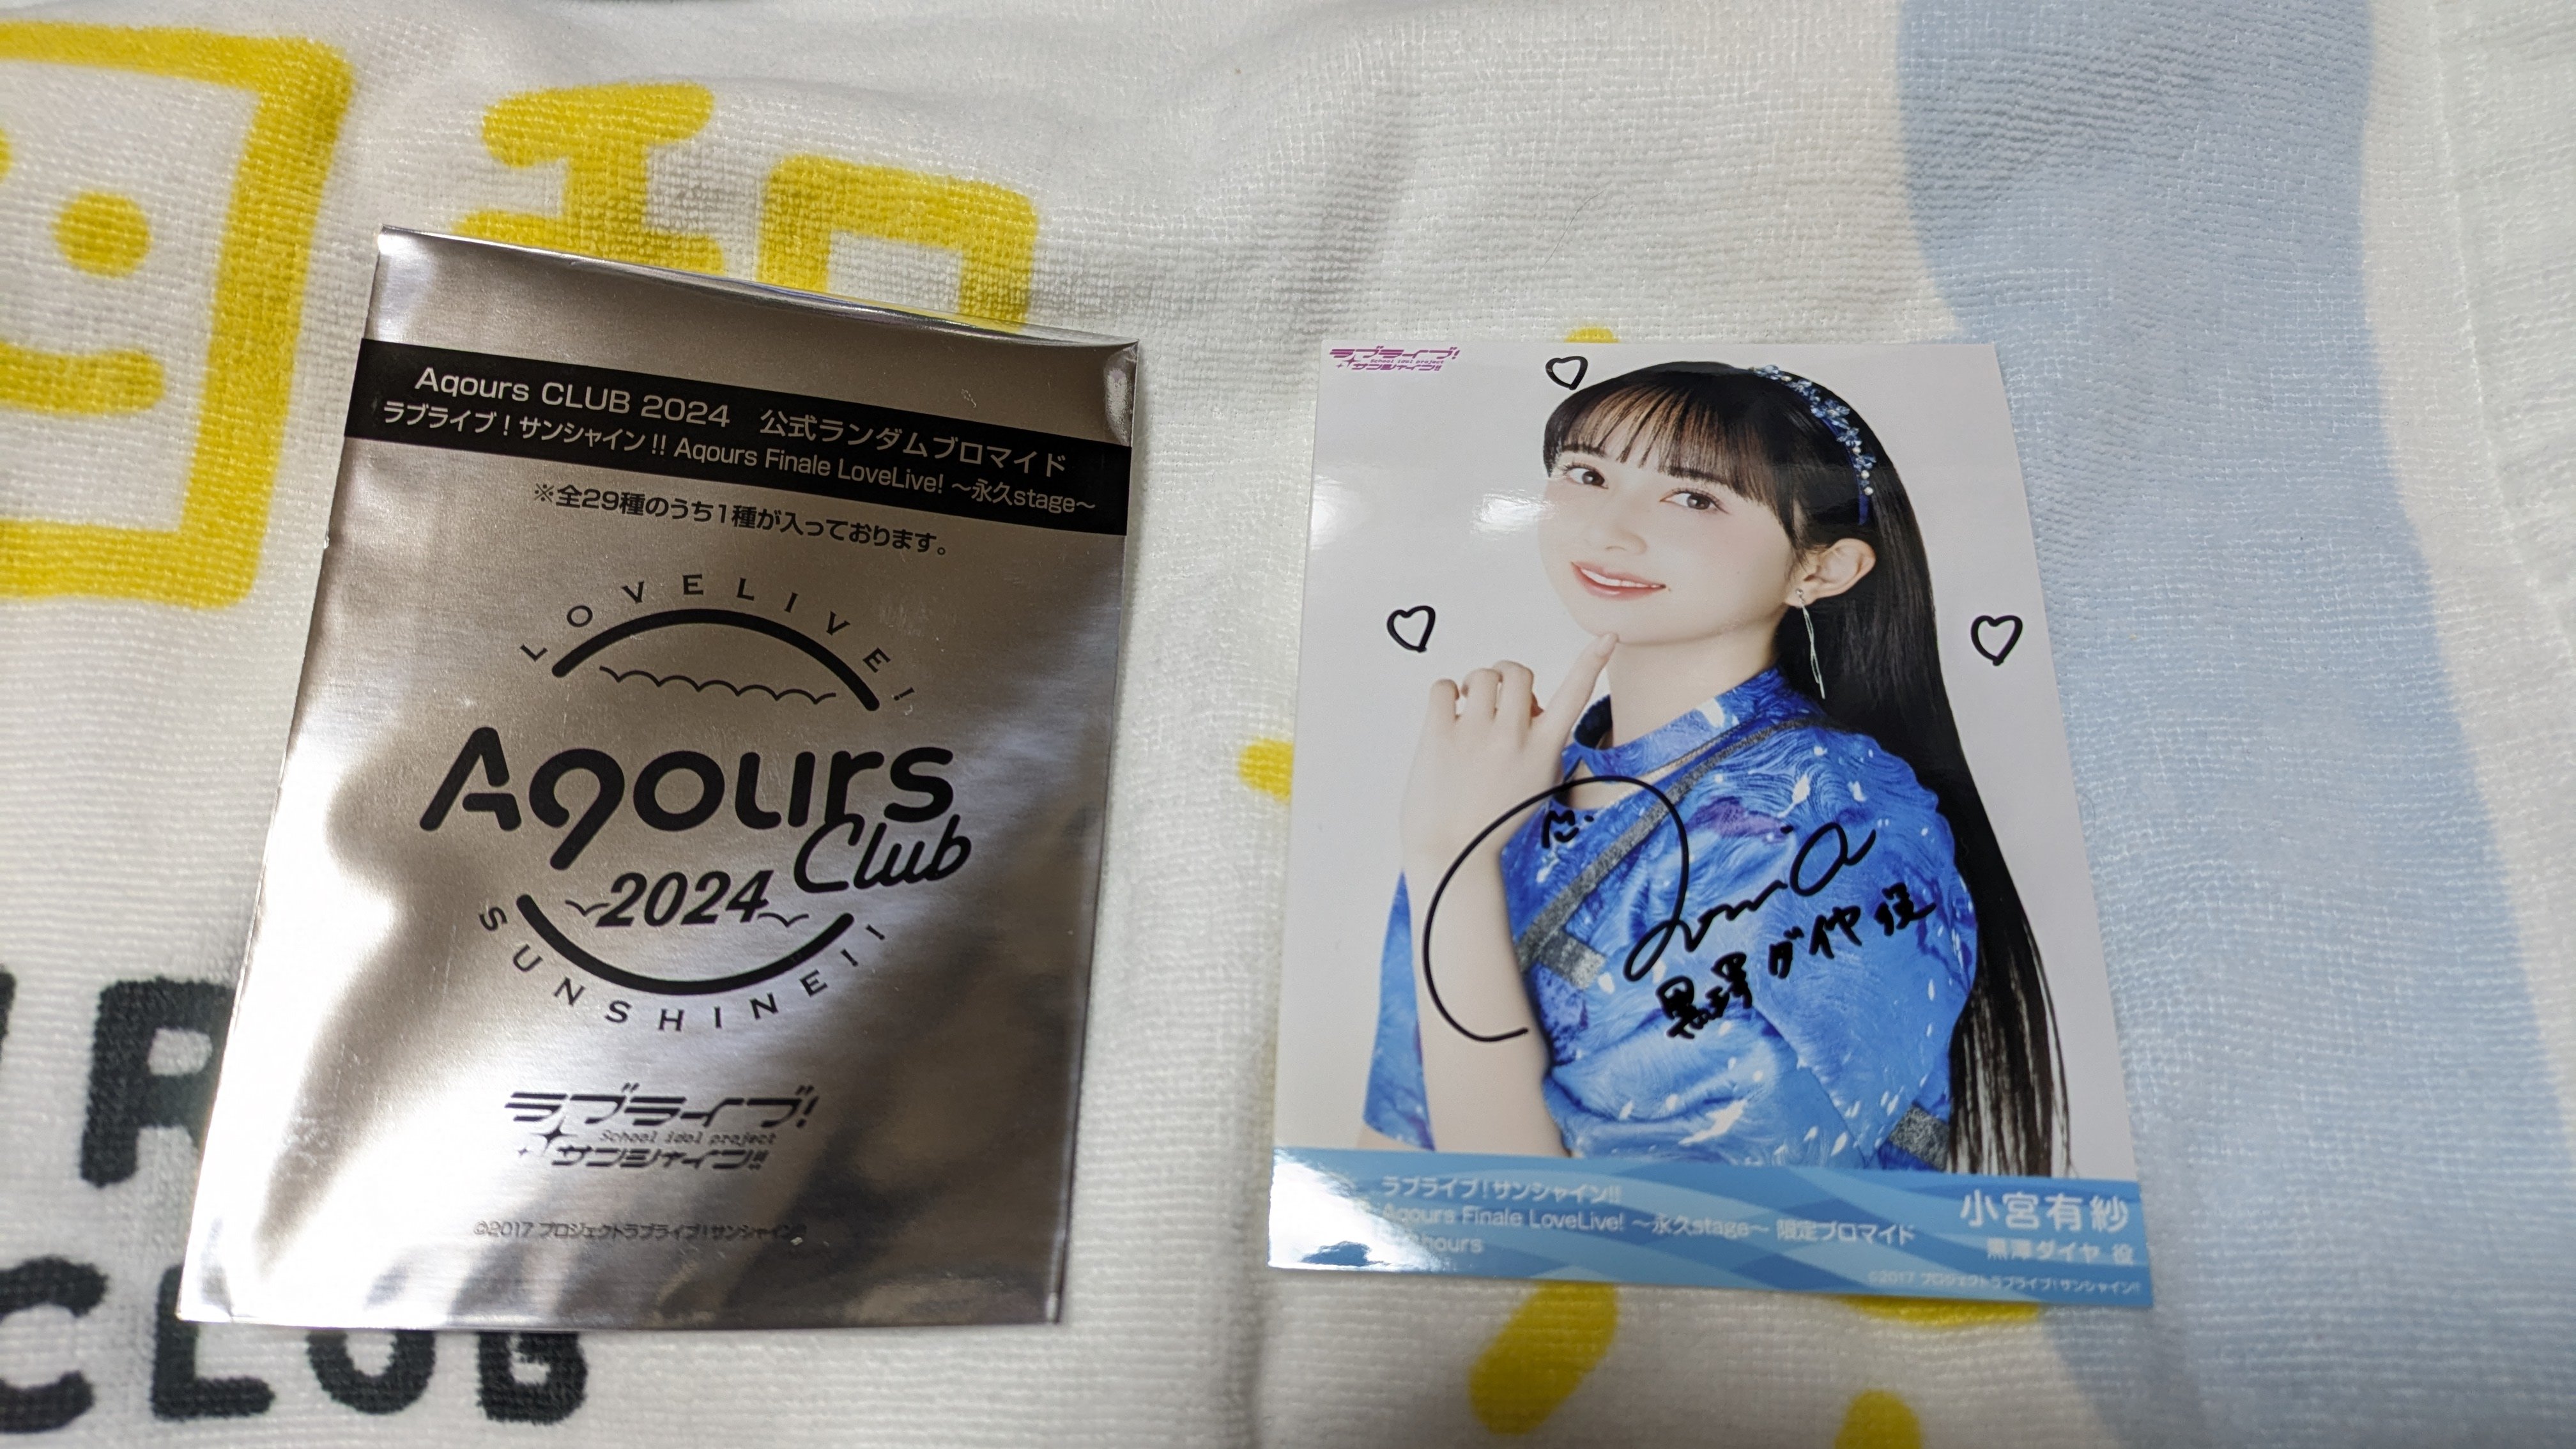 Aqours CLUB 2024 公式ランダムブロマイド
ラブライブ！サンシャイン!! Aqours Finale LoveLive! 〜永久stage〜
※全29種のうち1種が入っております。
LOVELIVE!
Aqours
Club
2024
SUNSHINE!!
ラブライブ!
School idol project
サンシャイン!!
©2017 プロジェクトラブライブ!サンシャイン!!
ラブライブ!
School idol project
サンシャイン!!
黒澤ダイヤ役
ラブライブ!サンシャイン!!
Aqours Finale LoveLive! 〜永久stage〜 限定ブロマイド
小宮有紗
黒澤ダイヤ 役
©2017 プロジェクトラブライブ!サンシャイン!!
CLUB